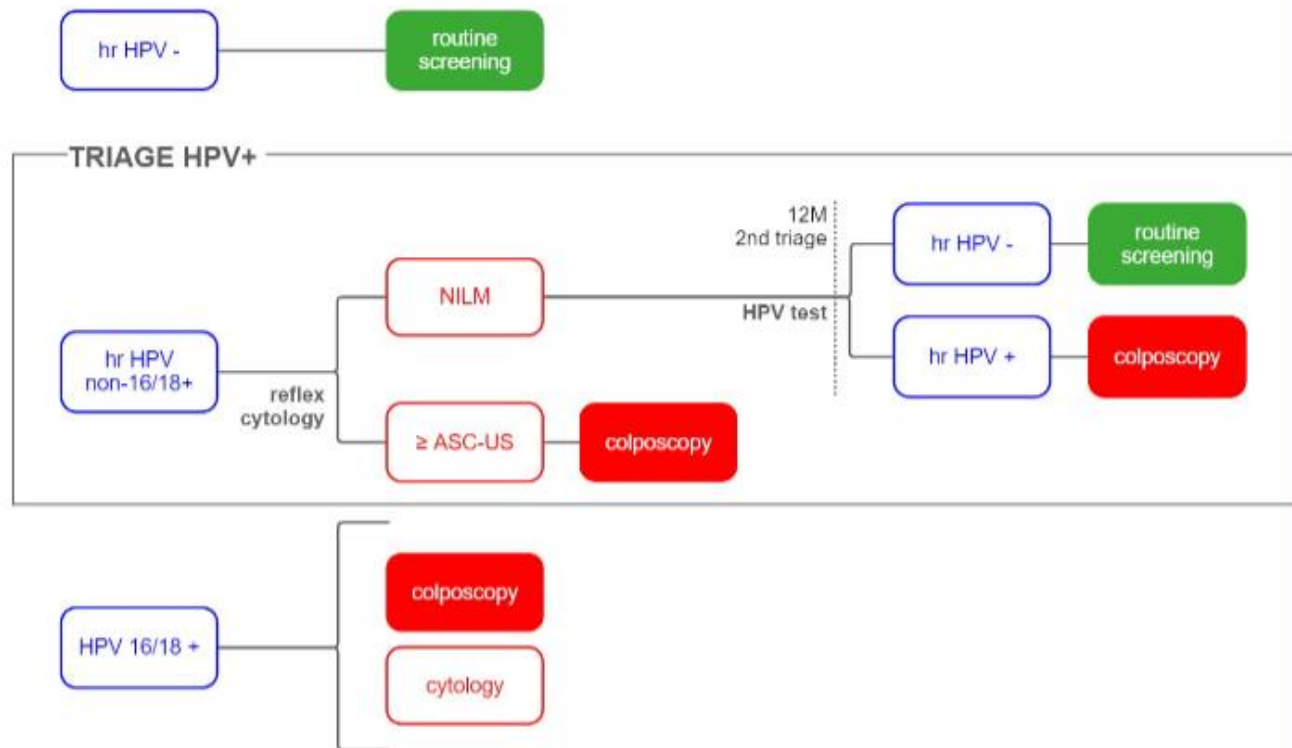 hr HPV -
routine
screening
TRIAGE HPV+
12M
2nd triage
HPV test
hr HPV -
routine
screening
NILM
hr HPV +
colposcopy
hr HPV
non-16/18+
reflex
cytology
≥ ASC-US
colposcopy
HPV 16/18 +
colposcopy
cytology